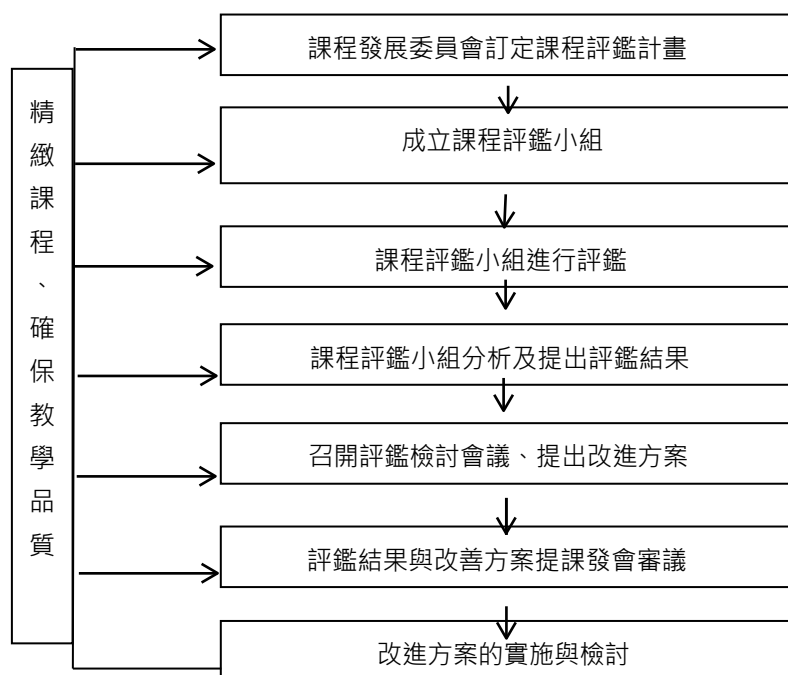 精緻課程、確保教學品質
課程發展委員會訂定課程評鑑計畫
成立課程評鑑小組
課程評鑑小組進行評鑑
課程評鑑小組分析及提出評鑑結果
召開評鑑檢討會議、提出改進方案
評鑑結果與改善方案提課發會審議
改進方案的實施與檢討